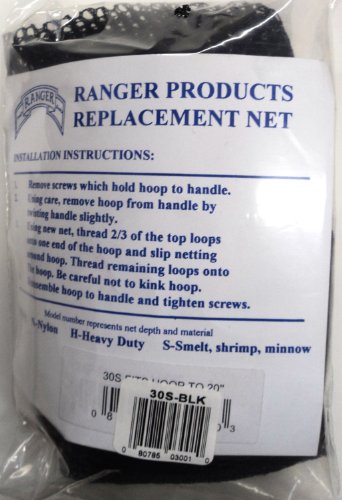 RANGER
RANGER PRODUCTS
REPLACEMENT NET
INSTALLATION INSTRUCTIONS:
1. Remove screws which hold hoop to handle.
2. Using care, remove hoop from handle by
twisting handle slightly.
Using new net, thread 2/3 of the top loops
onto one end of the hoop and slip netting
around hoop. Thread remaining loops onto
the hoop. Be careful not to kink hoop.
assemble hoop to handle and tighten screws.
Model number represents net depth and material
N-Nylon H-Heavy Duty S-Smelt, shrimp, minnow
30S FITS HOOP TO 20"
30S-BLK
0 80785 03001 0